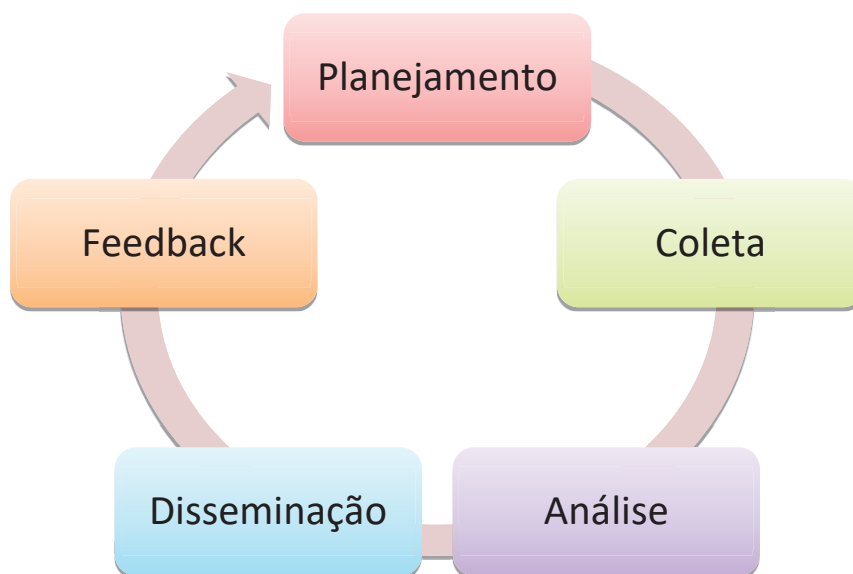 Planejamento
Coleta
Análise
Disseminação
Feedback